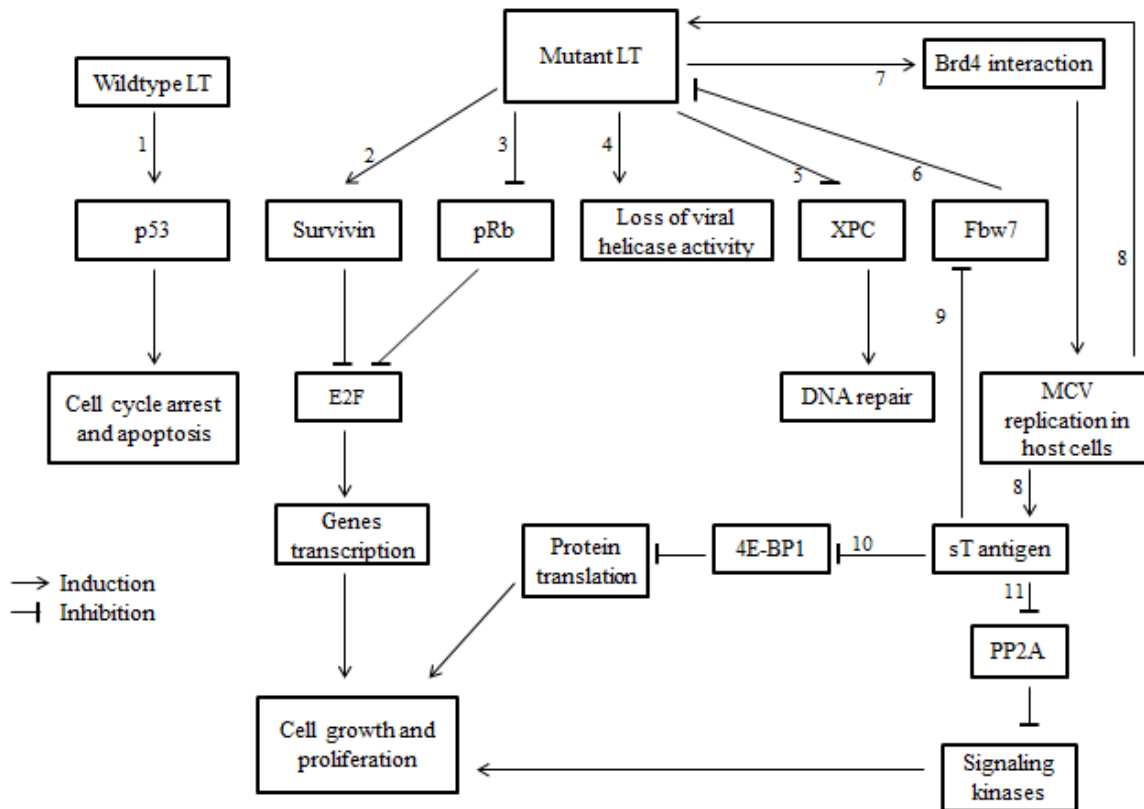 Mutant LT
Wildtype LT
7
Brd4 interaction
1
2
3
4
5
6
8
p53
Survivin
pRb
Loss of viral
helicase activity
XPC
Fbw7
9
Cell cycle arrest
and apoptosis
E2F
DNA repair
MCV
replication in
host cells
8
Genes
transcription
Protein
translation
4E-BP1
10
sT antigen
11
Induction
Inhibition
PP2A
Cell growth and
proliferation
Signaling
kinases